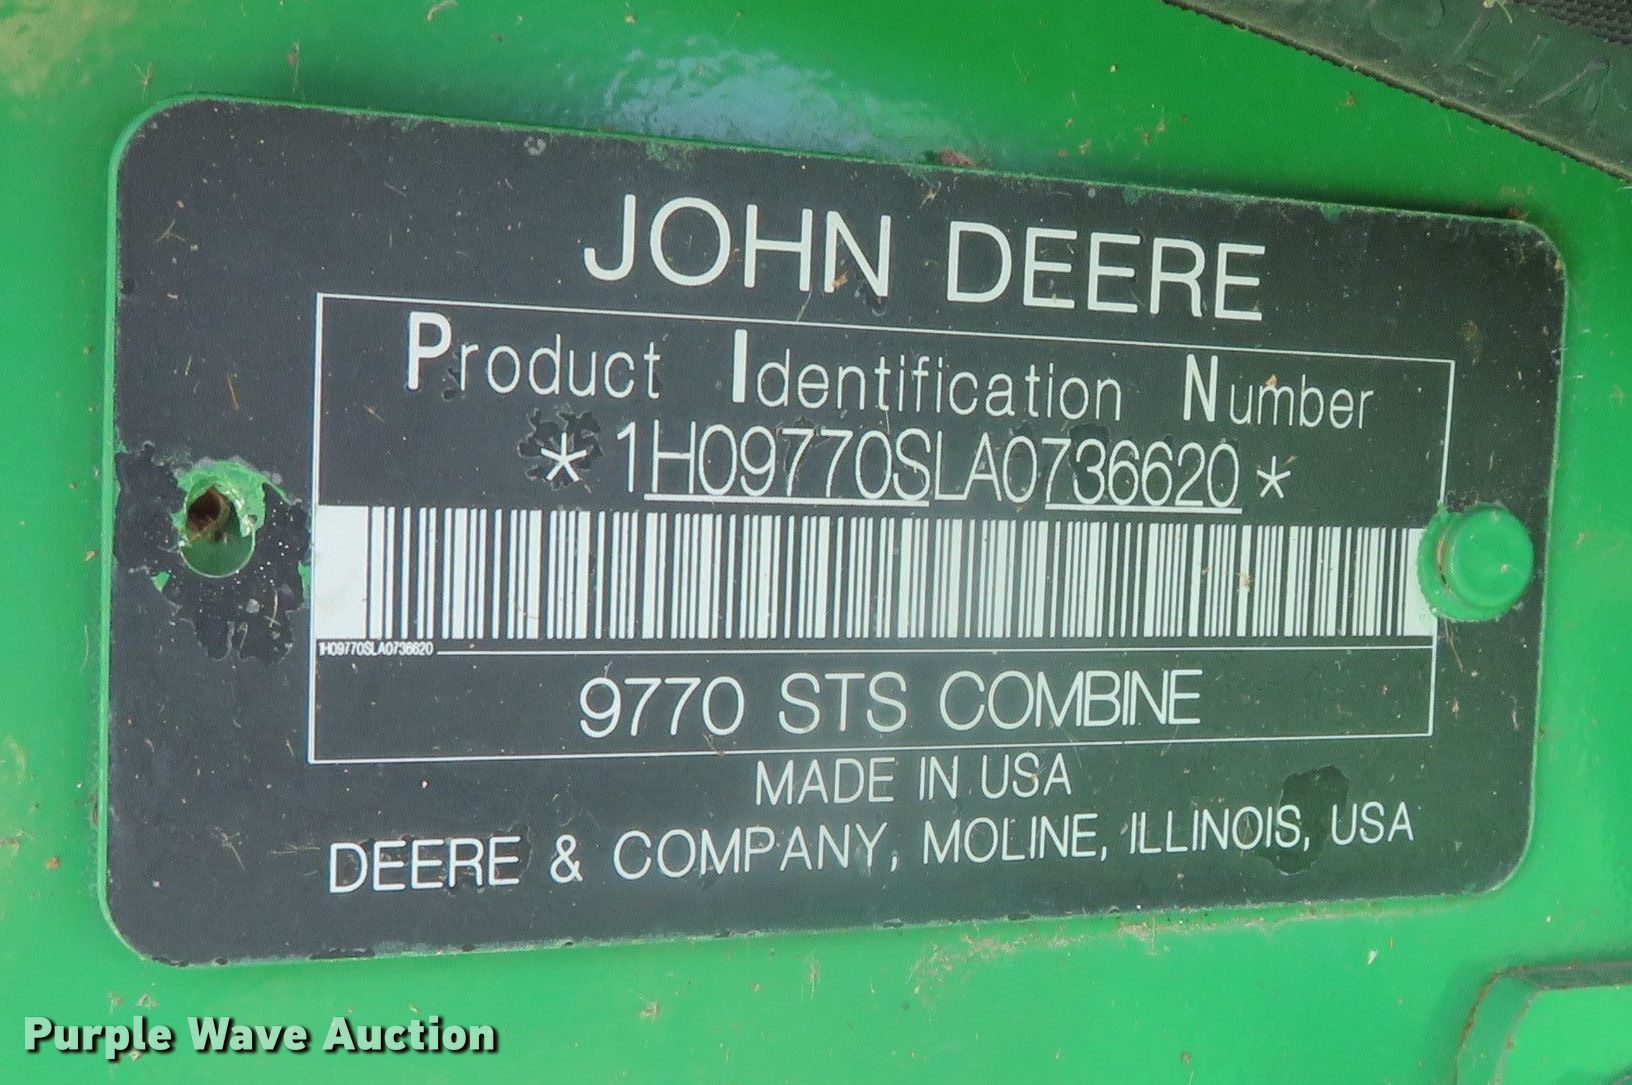 JOHN DEERE
Product Identification Number
*1H09770SLA0736620*
1H09770SLA0736620
9770 STS COMBINE
MADE IN USA
DEERE & COMPANY, MOLINE, ILLINOIS, USA
Purple Wave Auction